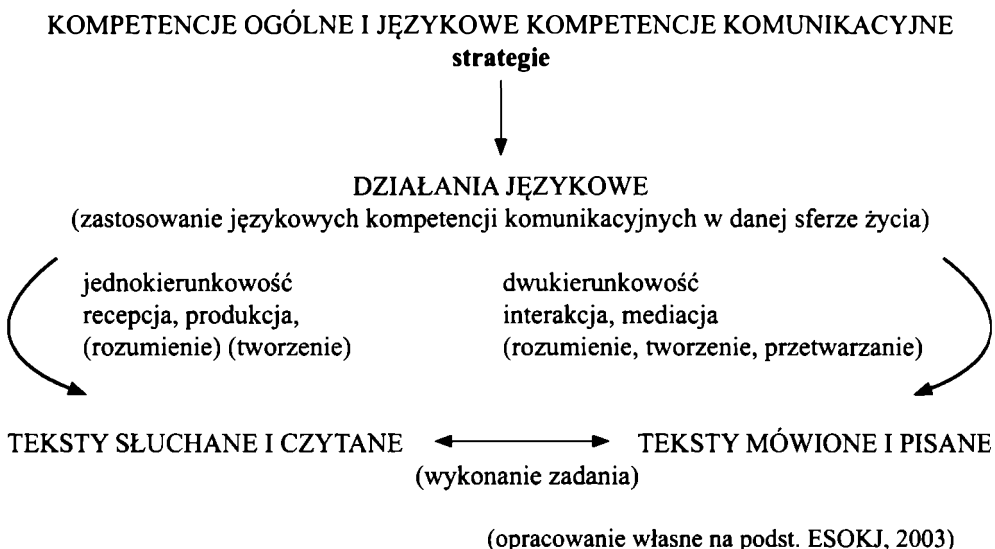 KOMPETENCJE OGÓLNE I JĘZYKOWE KOMPETENCJE KOMUNIKACYJNE
strategie
DZIAŁANIA JĘZYKOWE
(zastosowanie językowych kompetencji komunikacyjnych w danej sferze życia)
jednokierunkowość
recepcja, produkcja,
(rozumienie) (tworzenie)
dwukierunkowość
interakcja, mediacja
(rozumienie, tworzenie, przetwarzanie)
TEKSTY SŁUCHANE I CZYTANE
TEKSTY MÓWIONE I PISANE
(wykonanie zadania)
(opracowanie własne na podst. ESOKJ, 2003)